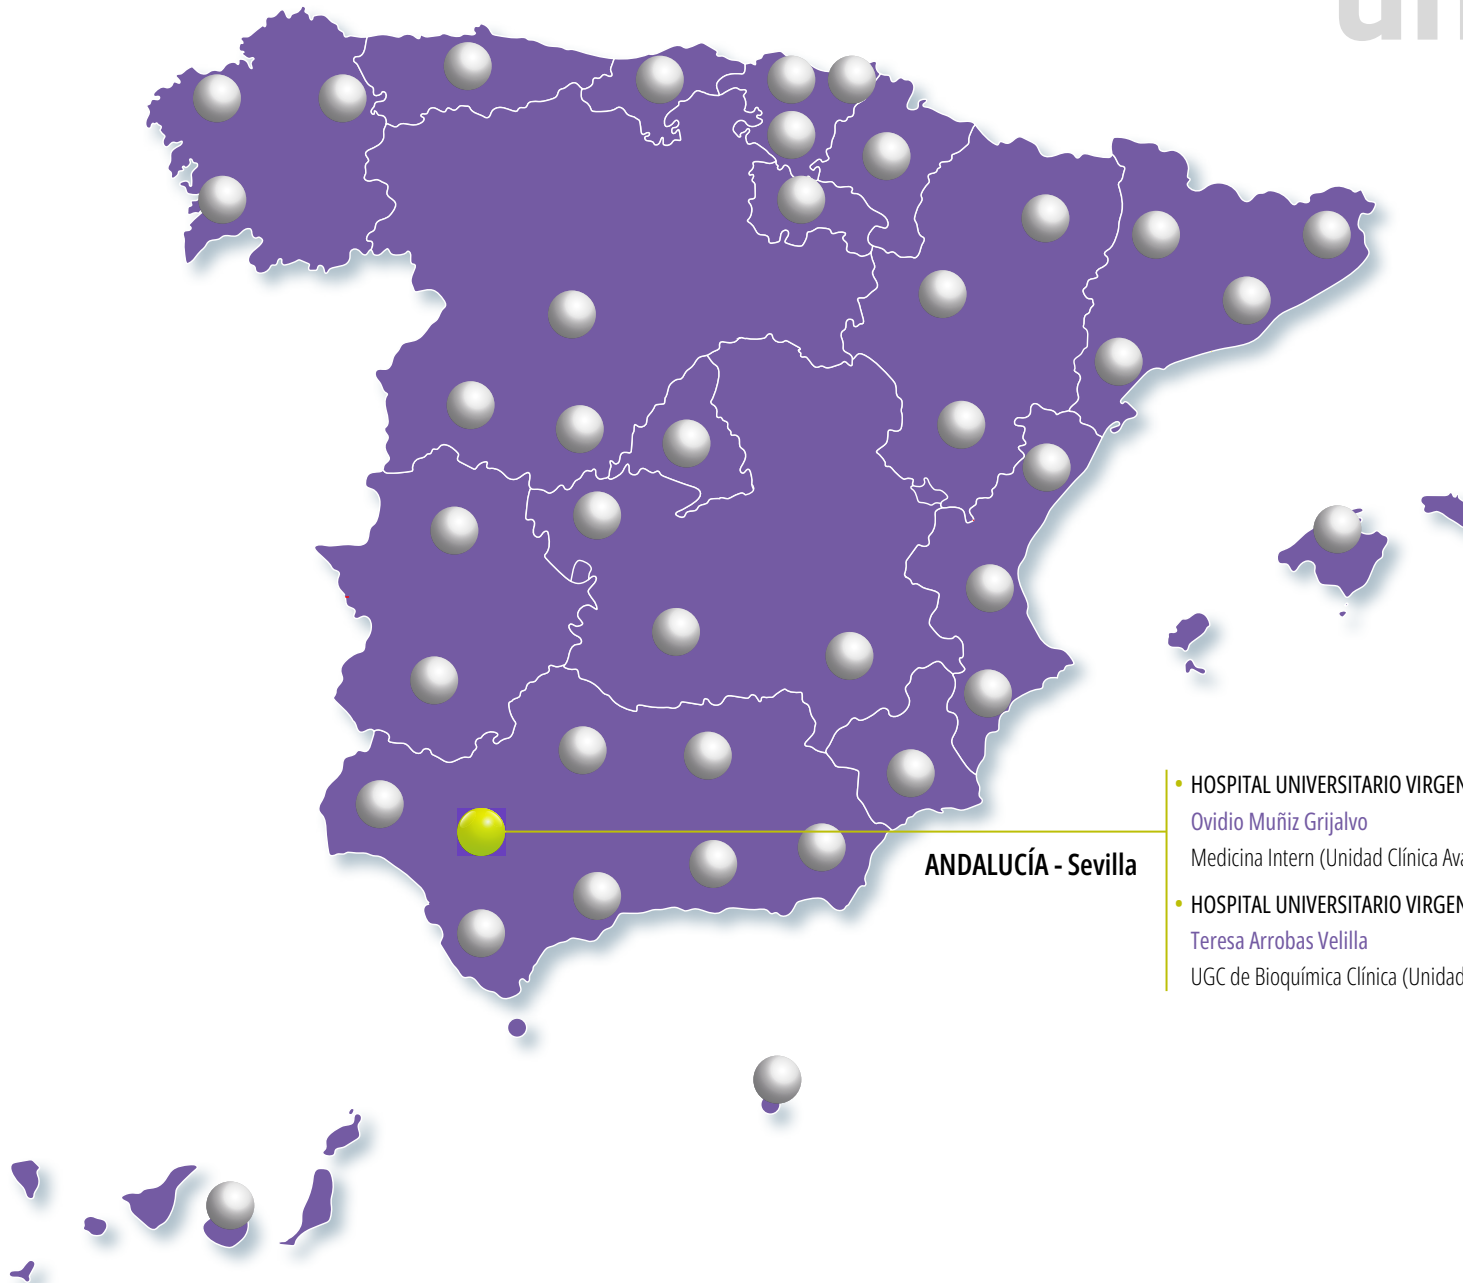 un
• HOSPITAL UNIVERSITARIO VIRGEN
Ovidio Muñiz Grijalvo
Medicina Intern (Unidad Clínica
ANDALUCÍA - Sevilla
• HOSPITAL UNIVERSITARIO VIRGEN
Teresa Arrobas Velilla
UGC de Bioquímica Clínica (Unidad